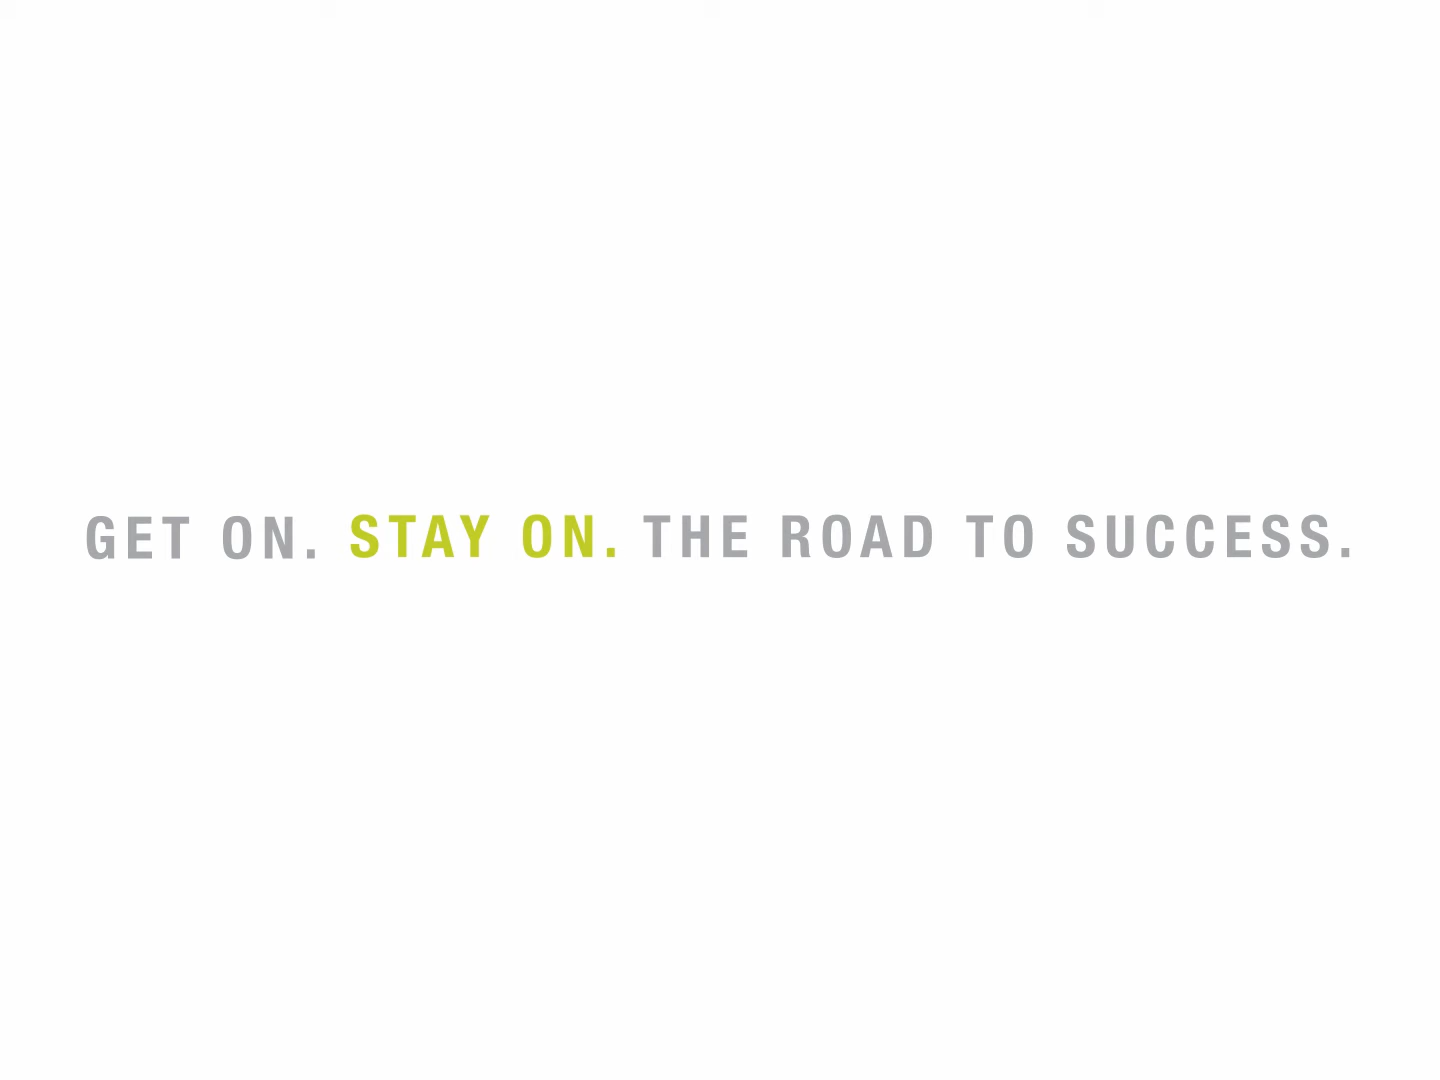 GET ON. STAY ON. THE ROAD TO SUCCESS.